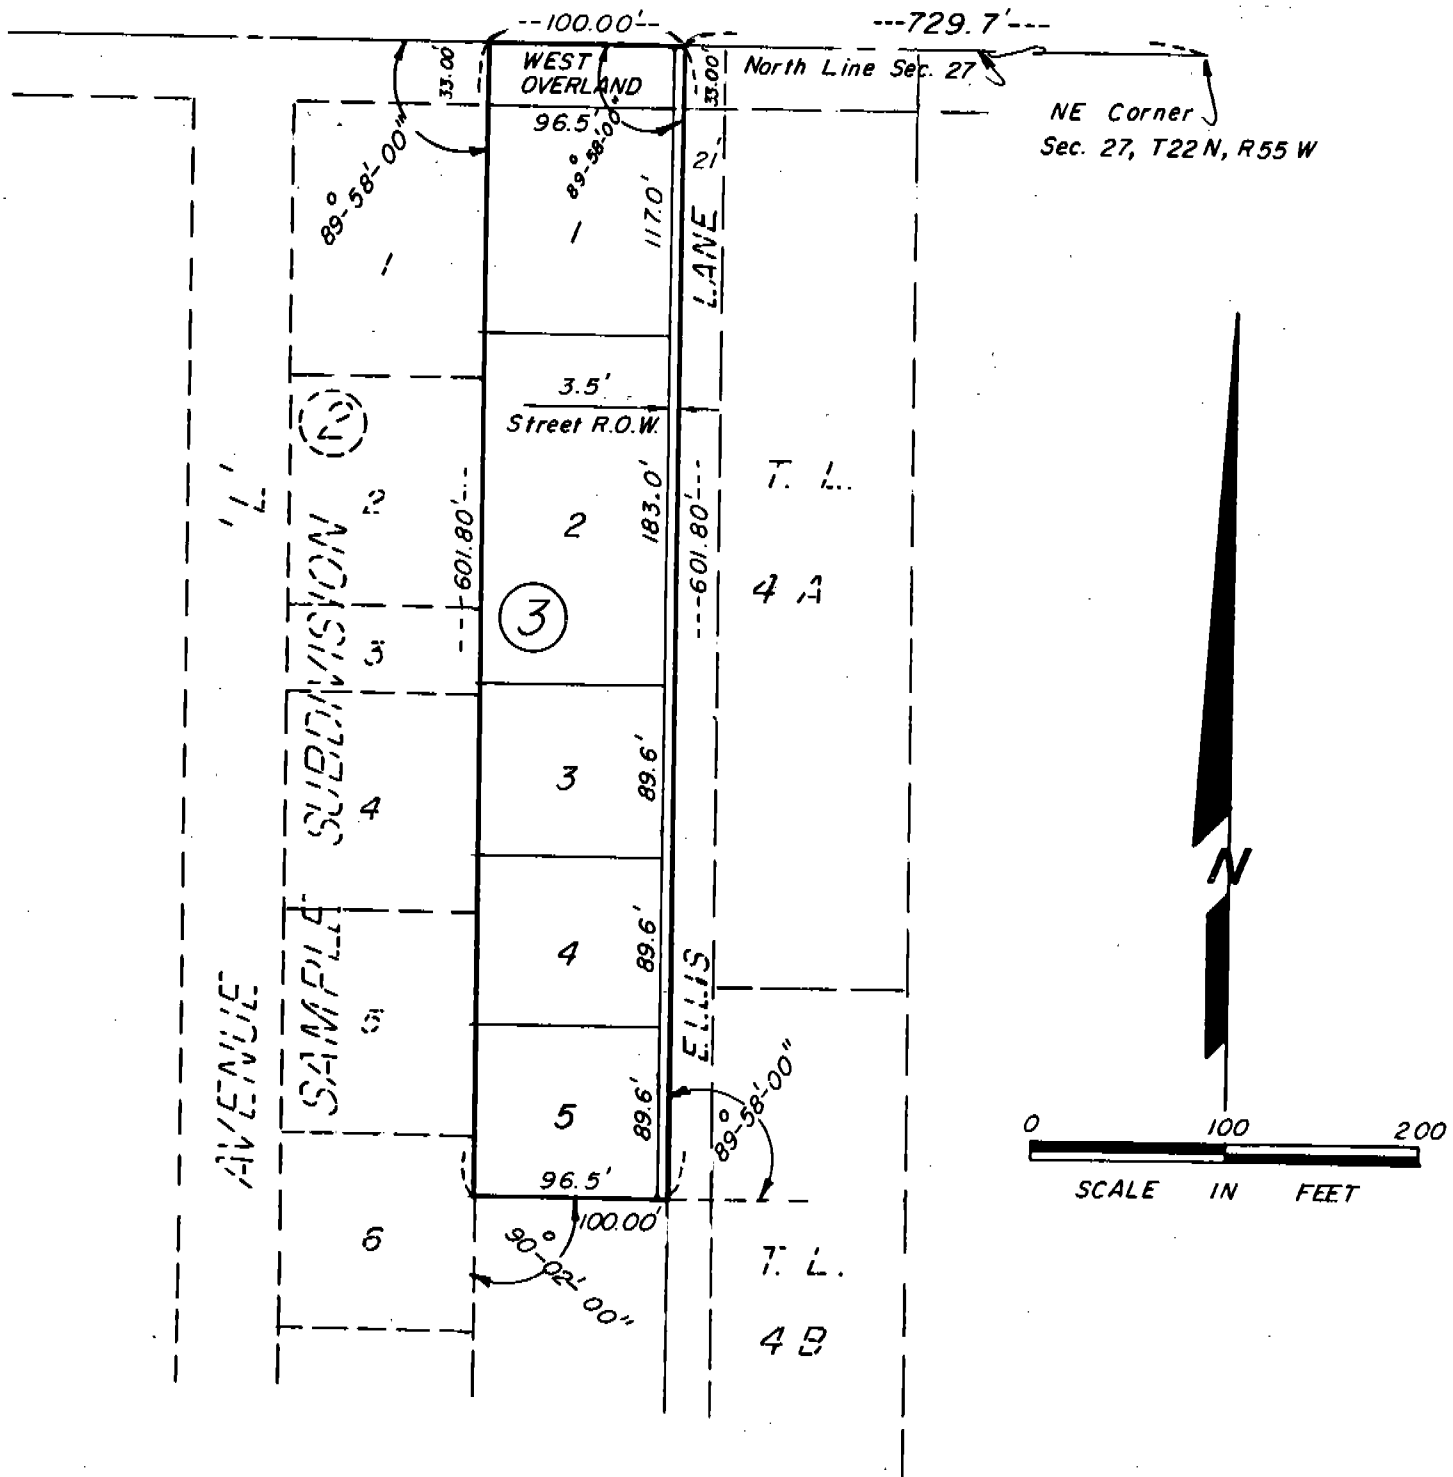 --100.00'--
---729.7'---
33.00'
WEST
OVERLAND
33.00'
North Line Sec. 27
NE Corner
Sec. 27, T22N, R55W
96.5'
89°-58'-00"
89°-58'-00"
21'
117.0'
1
1
LANE
3.5'
Street R.O.W.
2
'L'
2
---601.80'---
2
183.0'
---601.80'---
T. L.
4 A
3
3
SAMPLE SUBDIVISION
3
89.6'
4
N
4
89.6'
ELLIS
AVENUE
5
5
89.6'
89°-58'-00"
96.5'
100.00'
90°-02'00"
6
T. L.
4 B
0 100 200
SCALE IN FEET